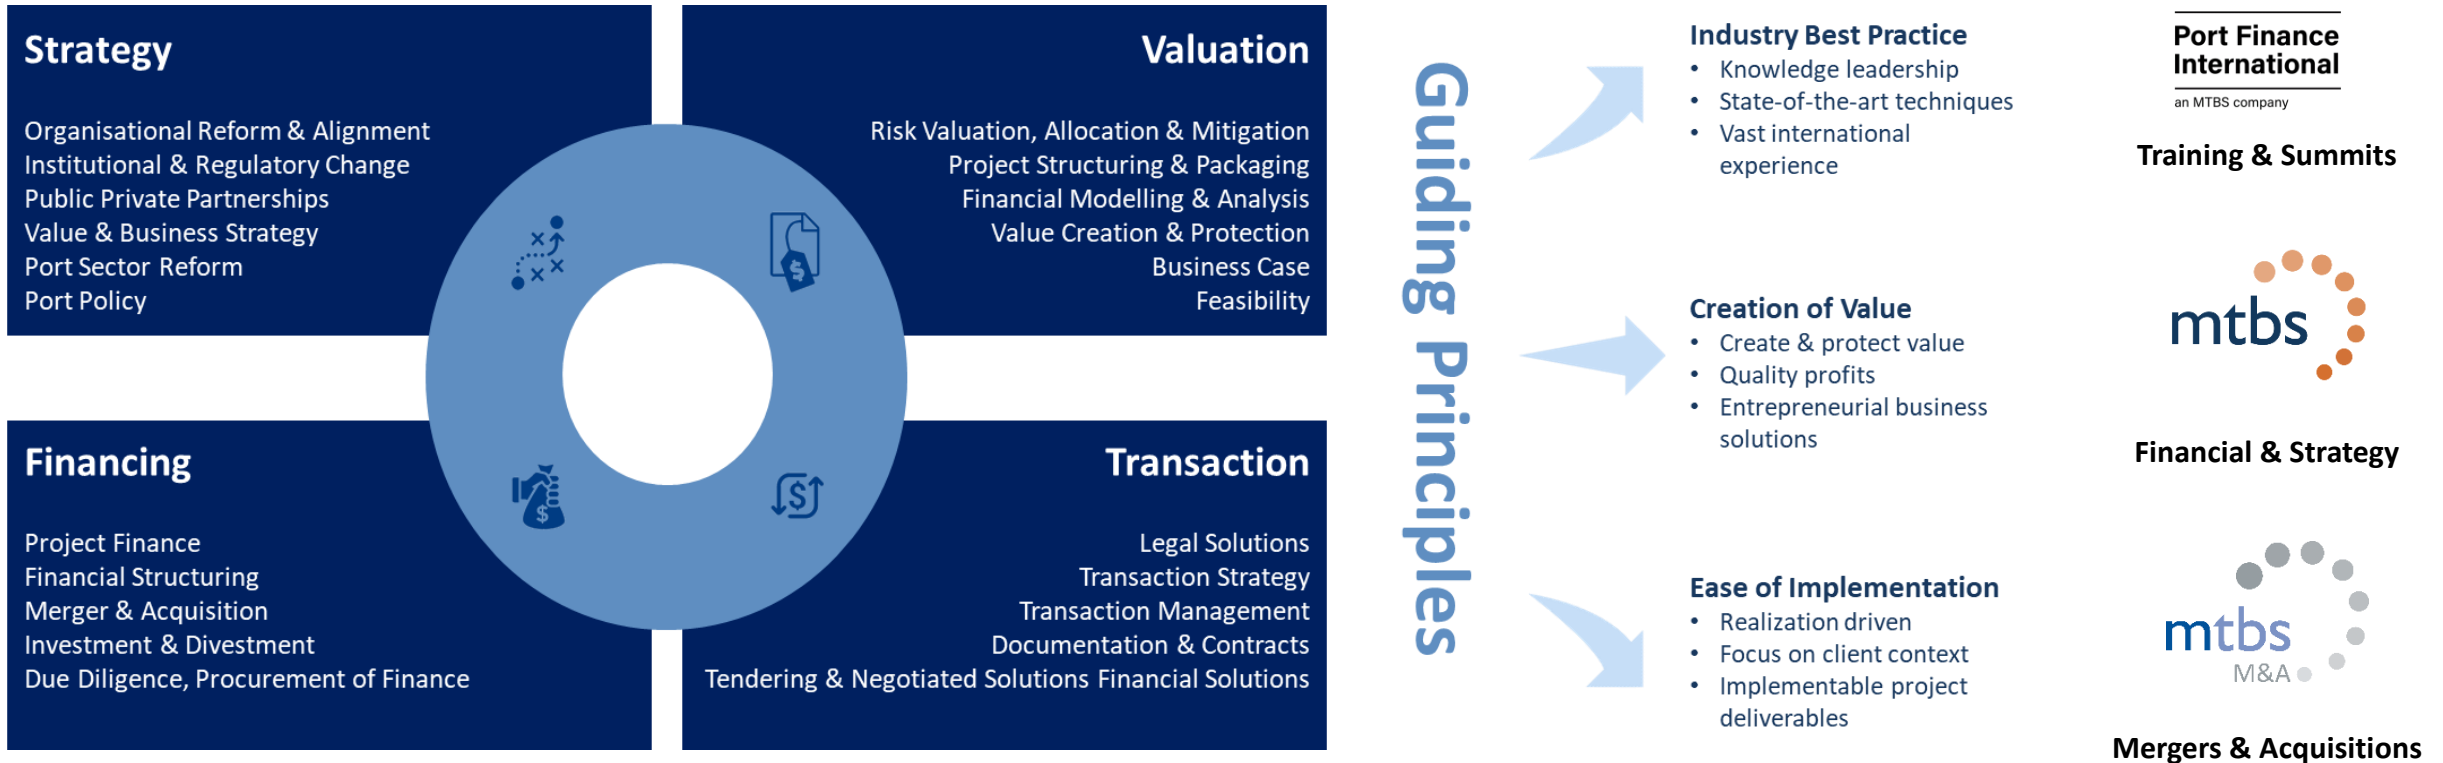 Strategy
Organisational Reform & Alignment
Institutional & Regulatory Change
Public Private Partnerships
Value & Business Strategy
Port Sector Reform
Port Policy
Valuation
Risk Valuation, Allocation & Mitigation
Project Structuring & Packaging
Financial Modelling & Analysis
Value Creation & Protection
Business Case
Feasibility
Financing
Project Finance
Financial Structuring
Merger & Acquisition
Investment & Divestment
Due Diligence, Procurement of Finance
Transaction
Legal Solutions
Transaction Strategy
Transaction Management
Documentation & Contracts
Tendering & Negotiated Solutions Financial Solutions
Guiding Principles
Industry Best Practice
• Knowledge leadership
• State-of-the-art techniques
• Vast international
experience
Creation of Value
• Create & protect value
• Quality profits
• Entrepreneurial business
solutions
Ease of Implementation
• Realization driven
• Focus on client context
• Implementable project
deliverables
Port Finance
International
an MTBS company
Training & Summits
mtbs
Financial & Strategy
mtbs
M&A
Mergers & Acquisitions